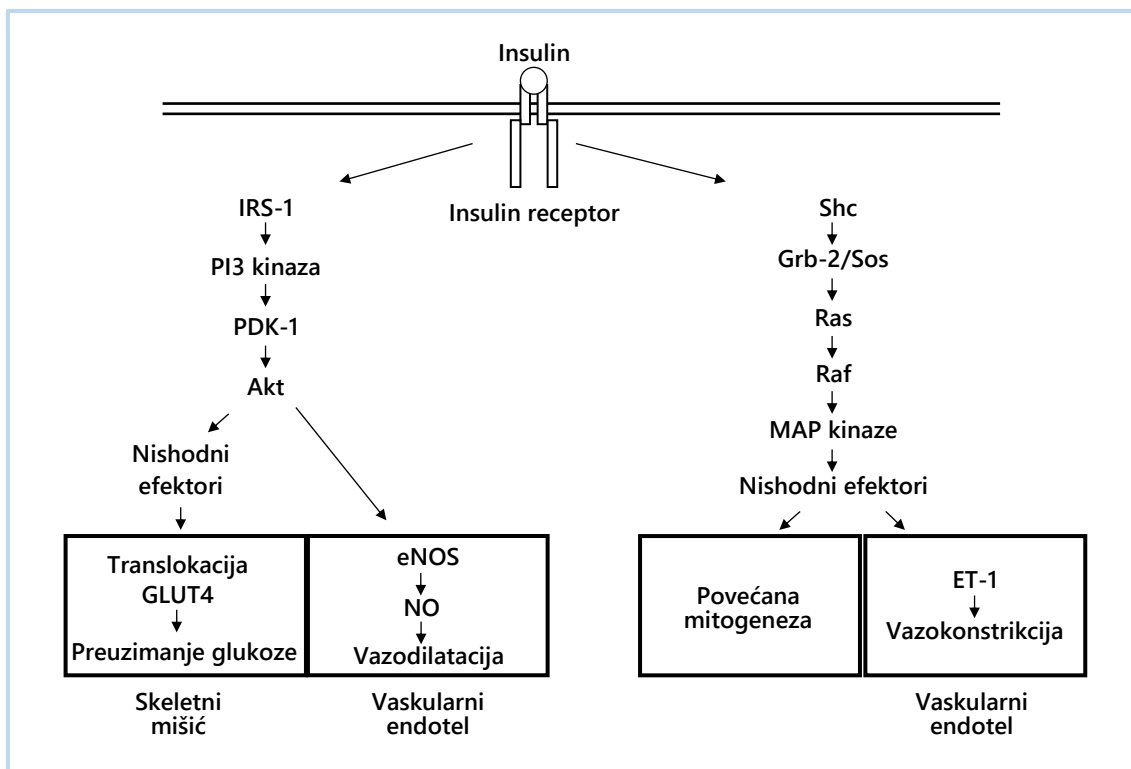 Insulin
Insulin receptor
IRS-1
PI3 kinaza
PDK-1
Akt
Nishodni
efektori
Translokacija
GLUT4
Preuzimanje glukoze
Skeletni
mišić
eNOS
NO
Vazodilatacija
Vaskularni
endotel
Shc
Grb-2/Sos
Ras
Raf
MAP kinaze
Nishodni efektori
Povećana
mitogeneza
ET-1
Vazokonstrikcija
Vaskularni
endotel